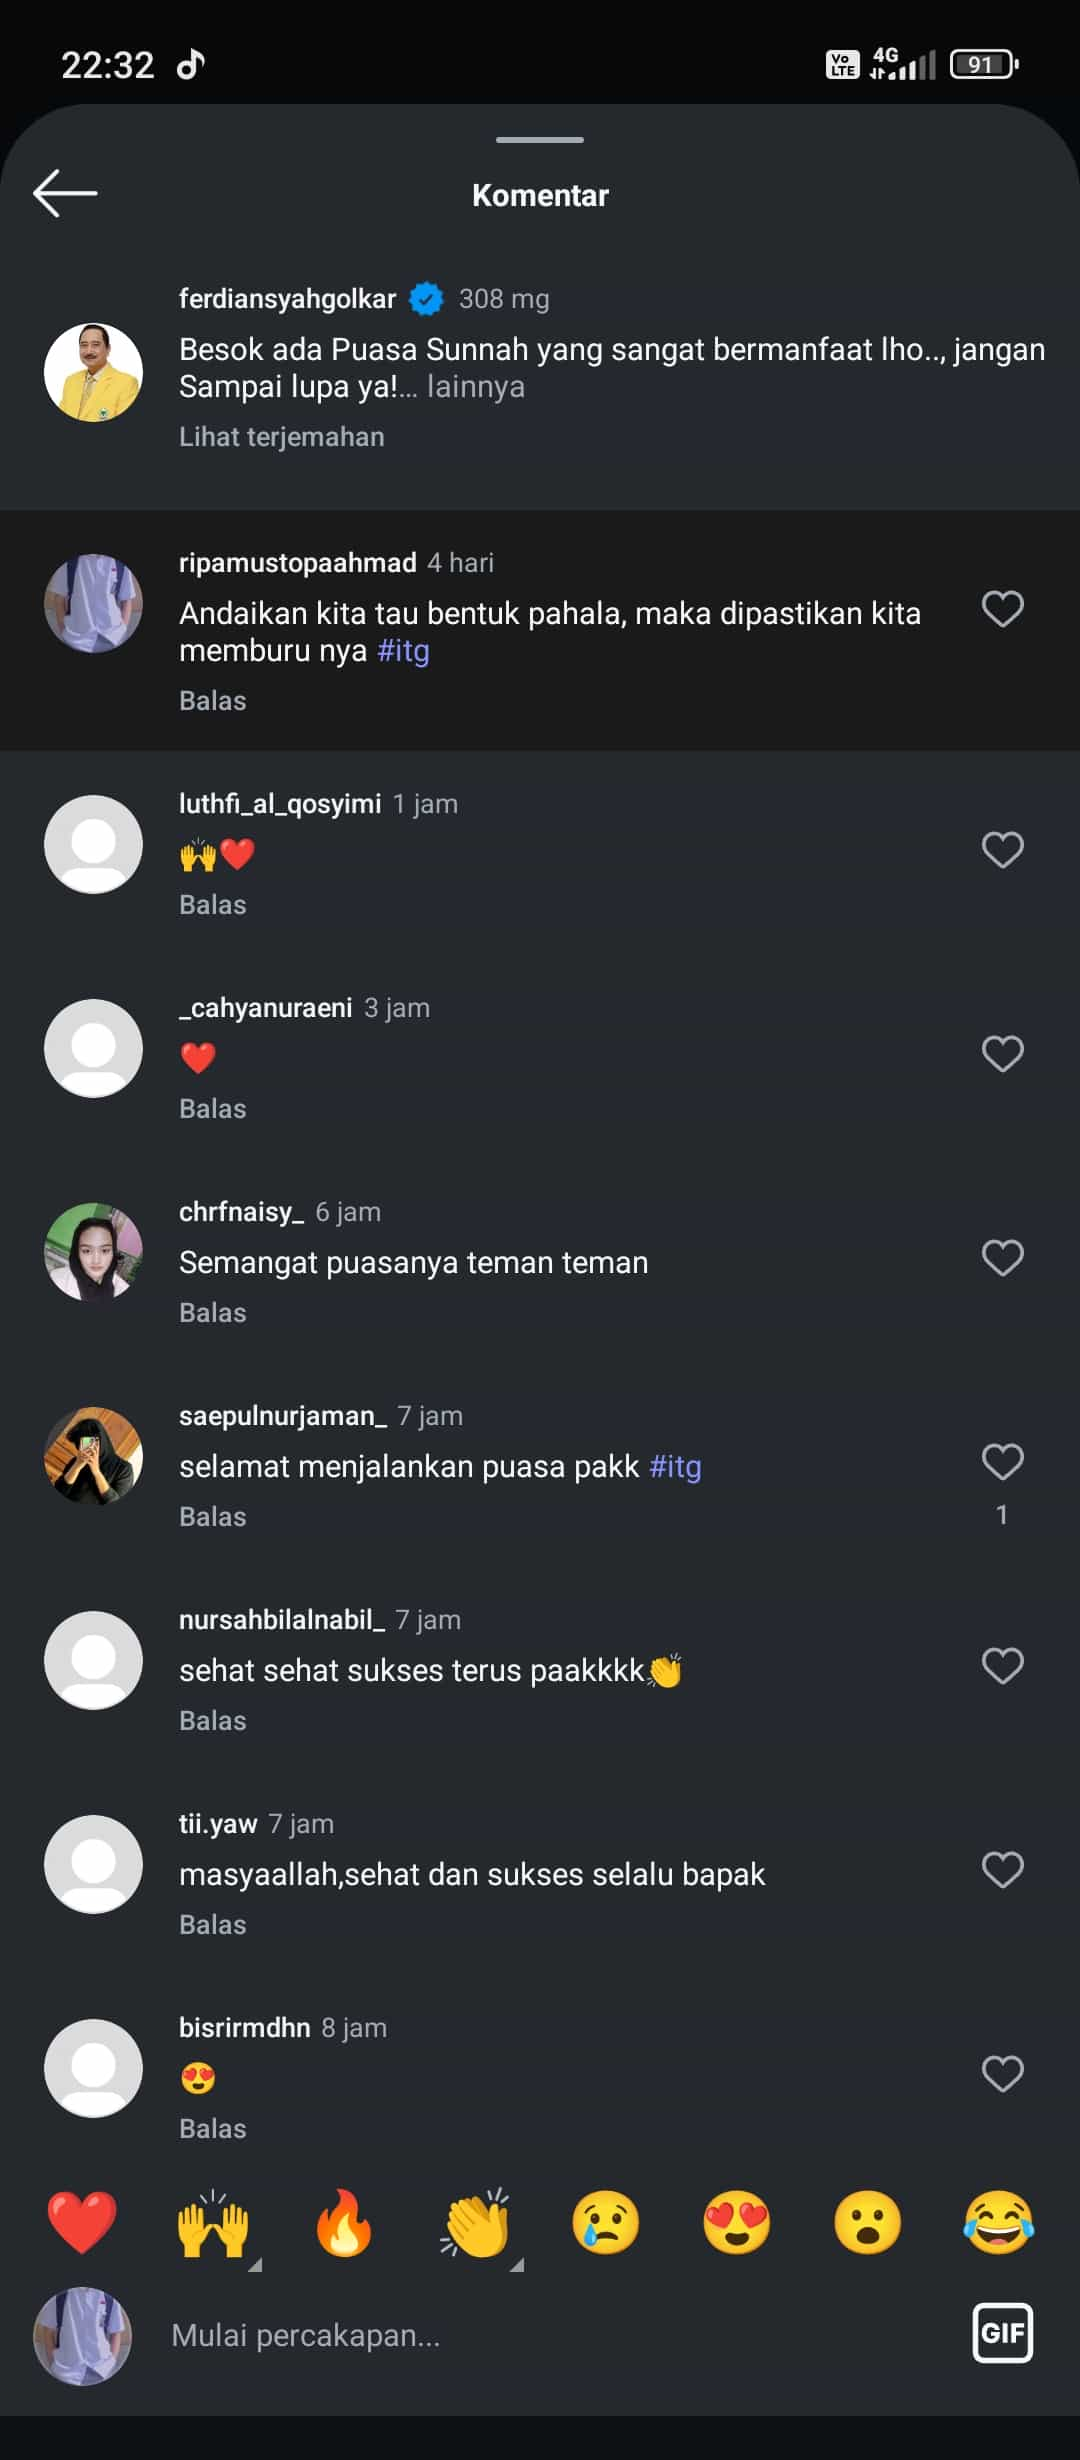 22:32
Vo LTE 4G 91
Komentar
ferdiansyahgolkar 308 mg
Besok ada Puasa Sunnah yang sangat bermanfaat lho.., jangan
Sampai lupa ya!... lainnya
Lihat terjemahan
ripamustopaahmad 4 hari
Andaikan kita tau bentuk pahala, maka dipastikan kita
memburu nya #itg
Balas
luthfi_al_qosyimi 1 jam
🙌❤️
Balas
_cahyanuraeni 3 jam
❤️
Balas
chrfnaisy_ 6 jam
Semangat puasanya teman teman
Balas
saepulnurjaman_ 7 jam
selamat menjalankan puasa pakk #itg
Balas
1
nursahbilalnabil_ 7 jam
sehat sehat sukses terus paakkkk👏
Balas
tii.yaw 7 jam
masyaallah,sehat dan sukses selalu bapak
Balas
bisrirmdhn 8 jam
😍
Balas
❤️ 🙌 🔥 👏 😢 😍 😮 😂
Mulai percakapan...
GIF